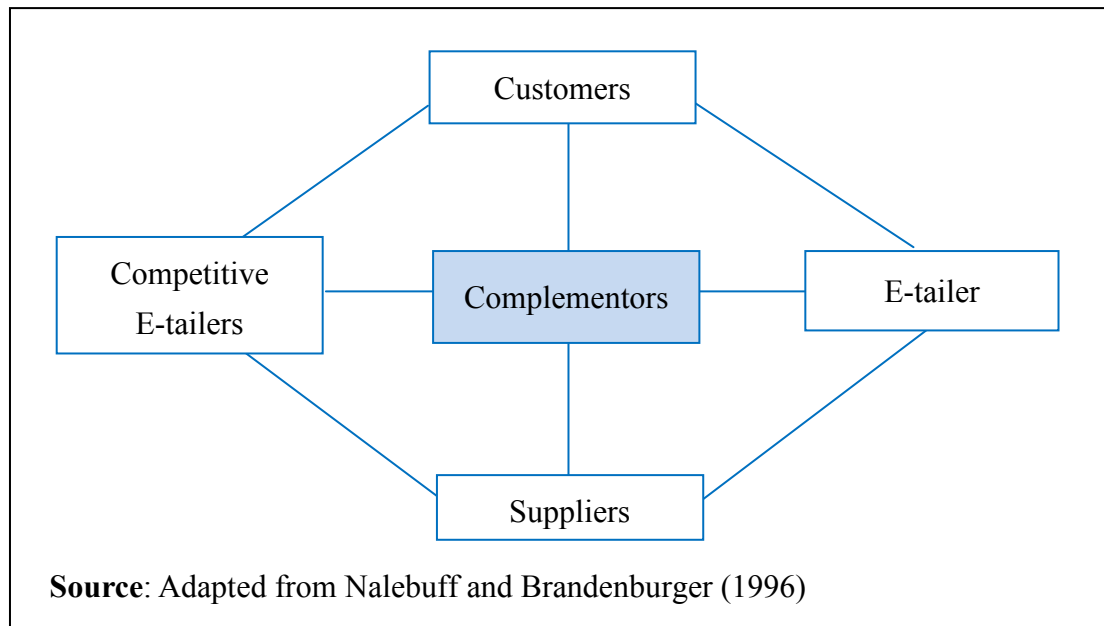 Customers
Competitive
E-tailers
Complementors
E-tailer
Suppliers
Source: Adapted from Nalebuff and Brandenburger (1996)